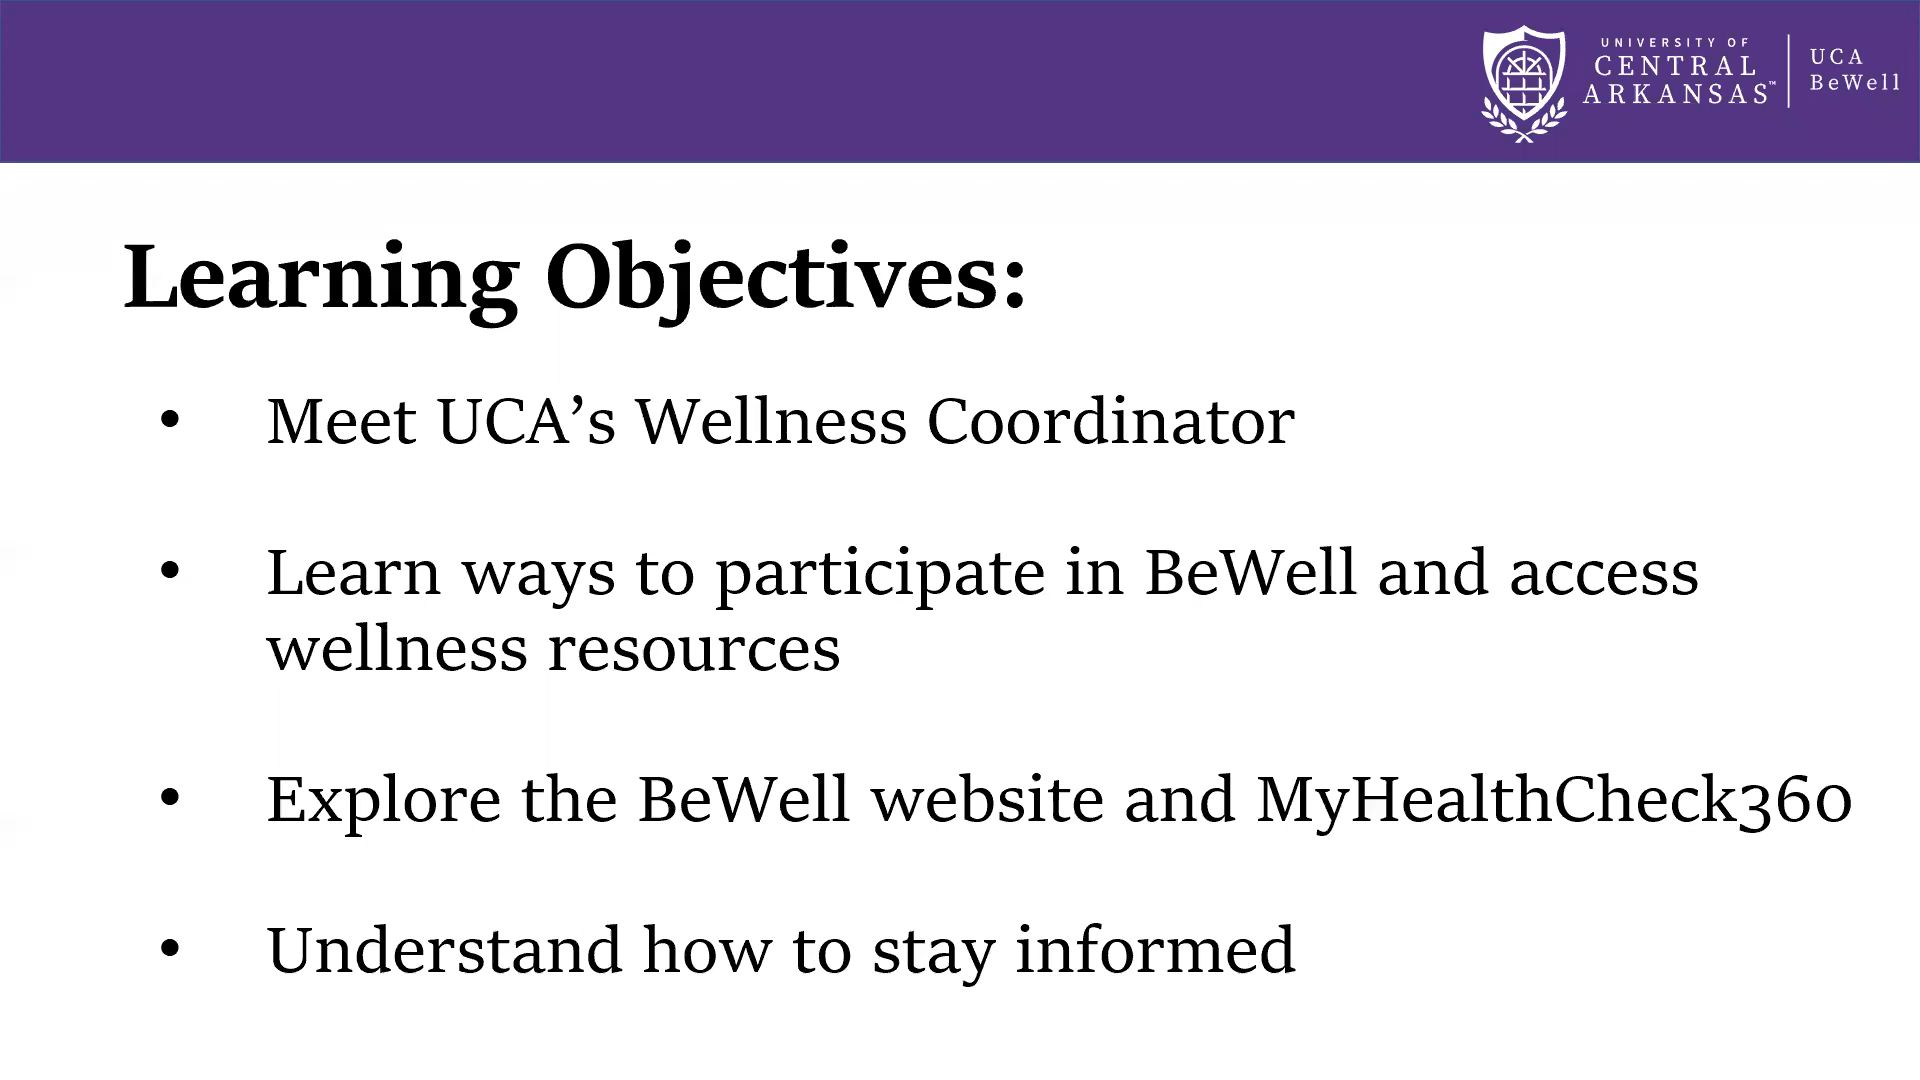 UNIVERSITY OF
CENTRAL
ARKANSAS™
UCA
BeWell
Learning Objectives:
• Meet UCA’s Wellness Coordinator
• Learn ways to participate in BeWell and access
wellness resources
• Explore the BeWell website and MyHealthCheck360
• Understand how to stay informed